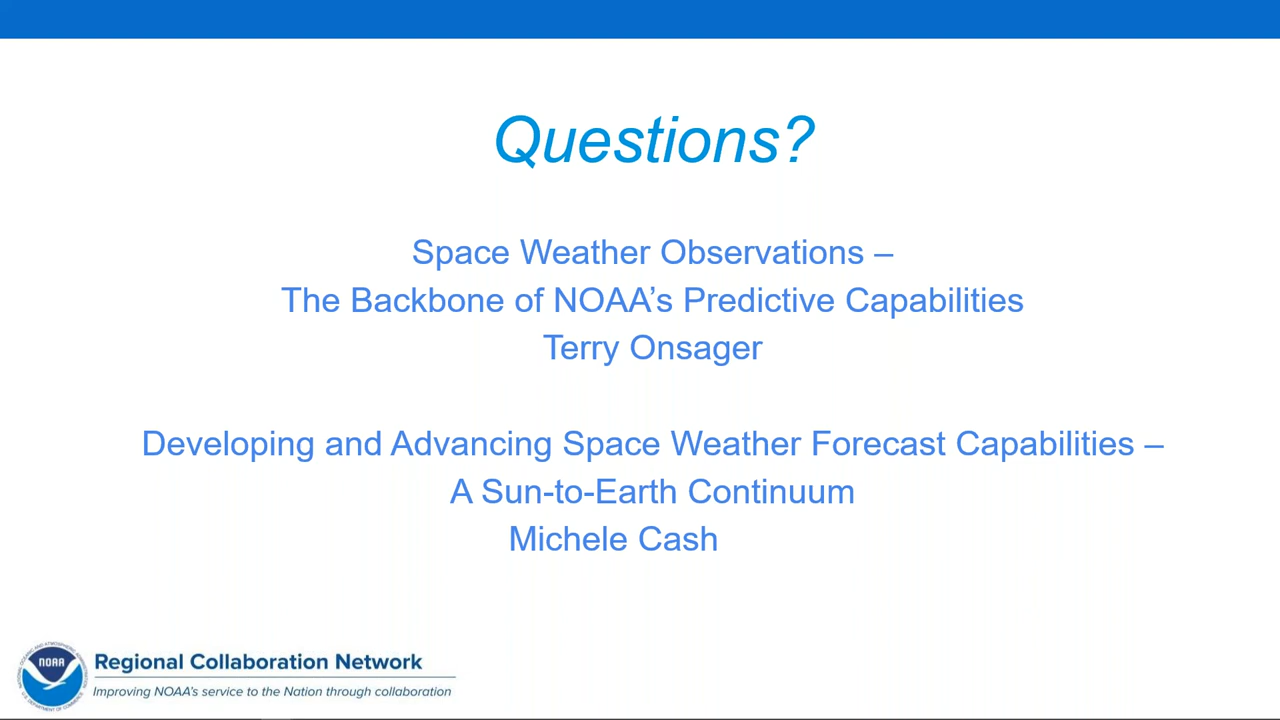 Questions?
Space Weather Observations –
The Backbone of NOAA’s Predictive Capabilities
Terry Onsager
Developing and Advancing Space Weather Forecast Capabilities –
A Sun-to-Earth Continuum
Michele Cash
NOAA
Regional Collaboration Network
Improving NOAA’s service to the Nation through collaboration